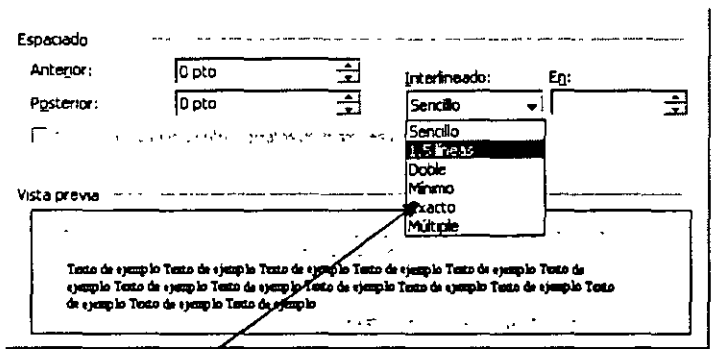 Espaciado
Anterior: 0 pto
Interlineado: En:
Posterior: 0 pto
Sencillo
Sencillo
1,5 líneas
Doble
Mínimo
Exacto
Múltiple
Vista previa
Texto de ejemplo Texto de ejemplo Texto de ejemplo Texto de ejemplo Texto de ejemplo Texto de
ejemplo Texto de ejemplo Texto de ejemplo Texto de ejemplo Texto de ejemplo Texto de ejemplo Texto
de ejemplo Texto de ejemplo Texto de ejemplo